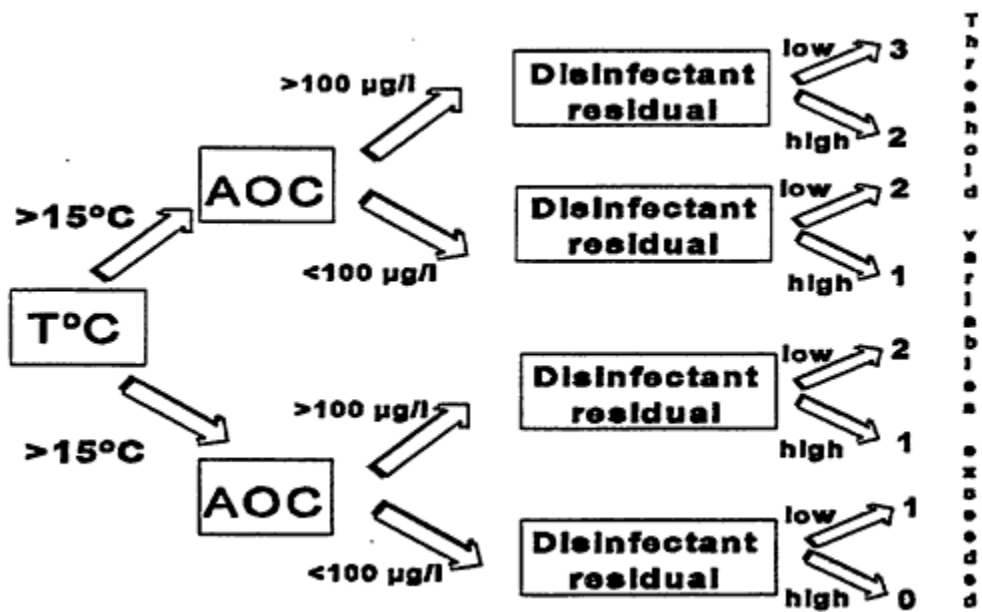 T°C
>15°C
>15°C
AOC
AOC
>100 µg/l
<100 µg/l
>100 µg/l
<100 µg/l
Disinfectant
residual
low 3
high 2
Disinfectant
residual
low 2
high 1
Disinfectant
residual
low 2
high 1
Disinfectant
residual
low 1
high 0
Threshold variables exceeded